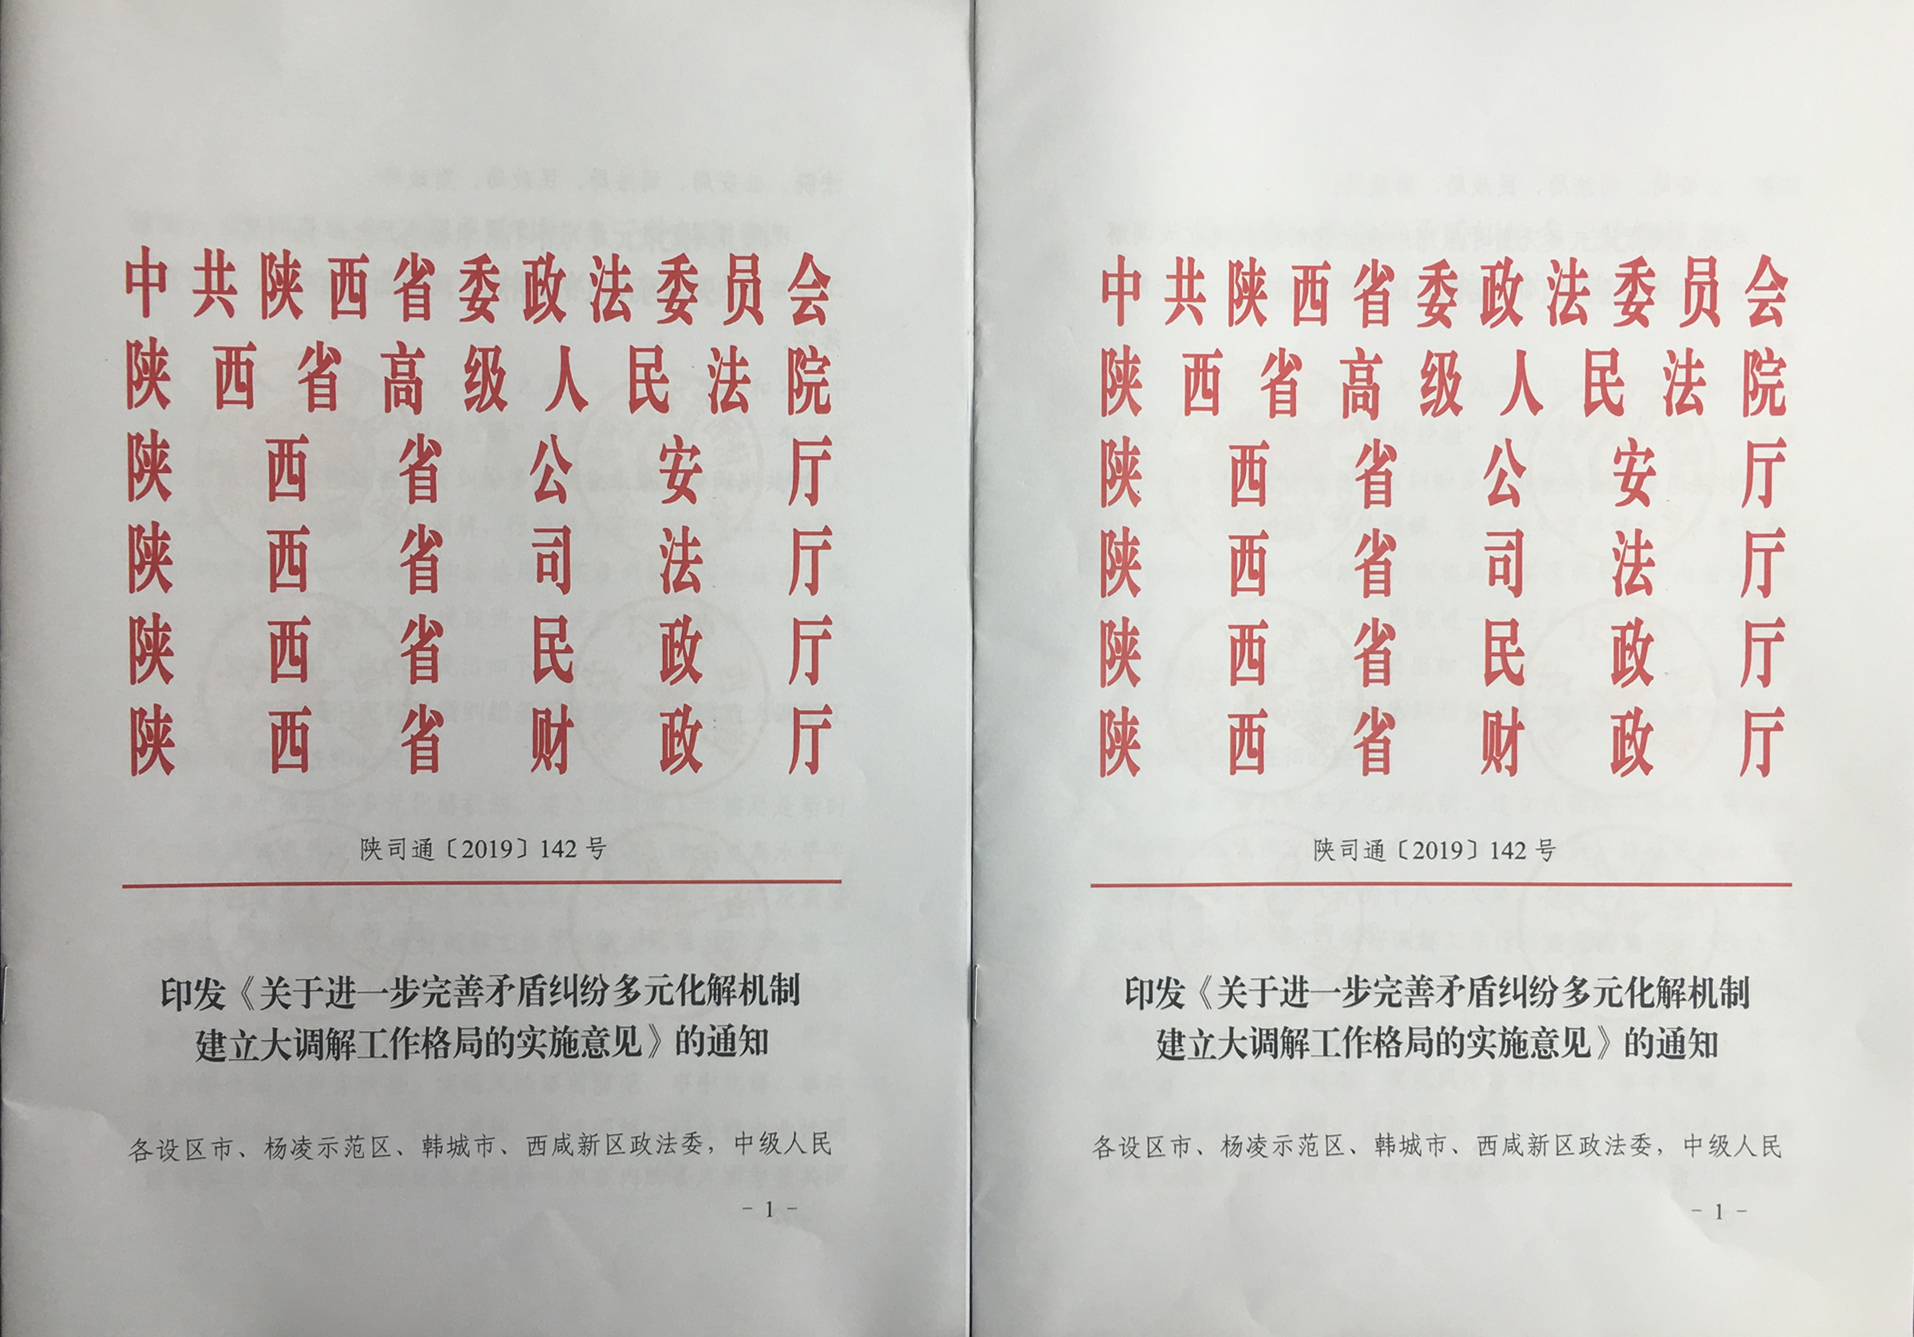 中共陕西省委政法委员会
陕西省高级人民法院
陕西省公安厅
陕西省司法厅
陕西省民政厅
陕西省财政厅
陕司通〔2019〕142号
印发《关于进一步完善矛盾纠纷多元化解机制
建立大调解工作格局的实施意见》的通知
各设区市、杨凌示范区、韩城市、西咸新区政法委，中级人民
- 1 -
中共陕西省委政法委员会
陕西省高级人民法院
陕西省公安厅
陕西省司法厅
陕西省民政厅
陕西省财政厅
陕司通〔2019〕142号
印发《关于进一步完善矛盾纠纷多元化解机制
建立大调解工作格局的实施意见》的通知
各设区市、杨凌示范区、韩城市、西咸新区政法委，中级人民
- 1 -